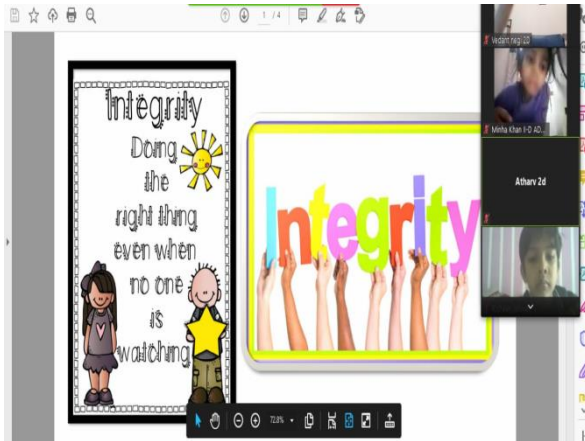 1 / 4
Integrity
Doing
the
right thing
even when
no one
is
watching
Integrity
Vedant negi 2D
Minha Khan II-D AD...
Atharv 2d
72.8%